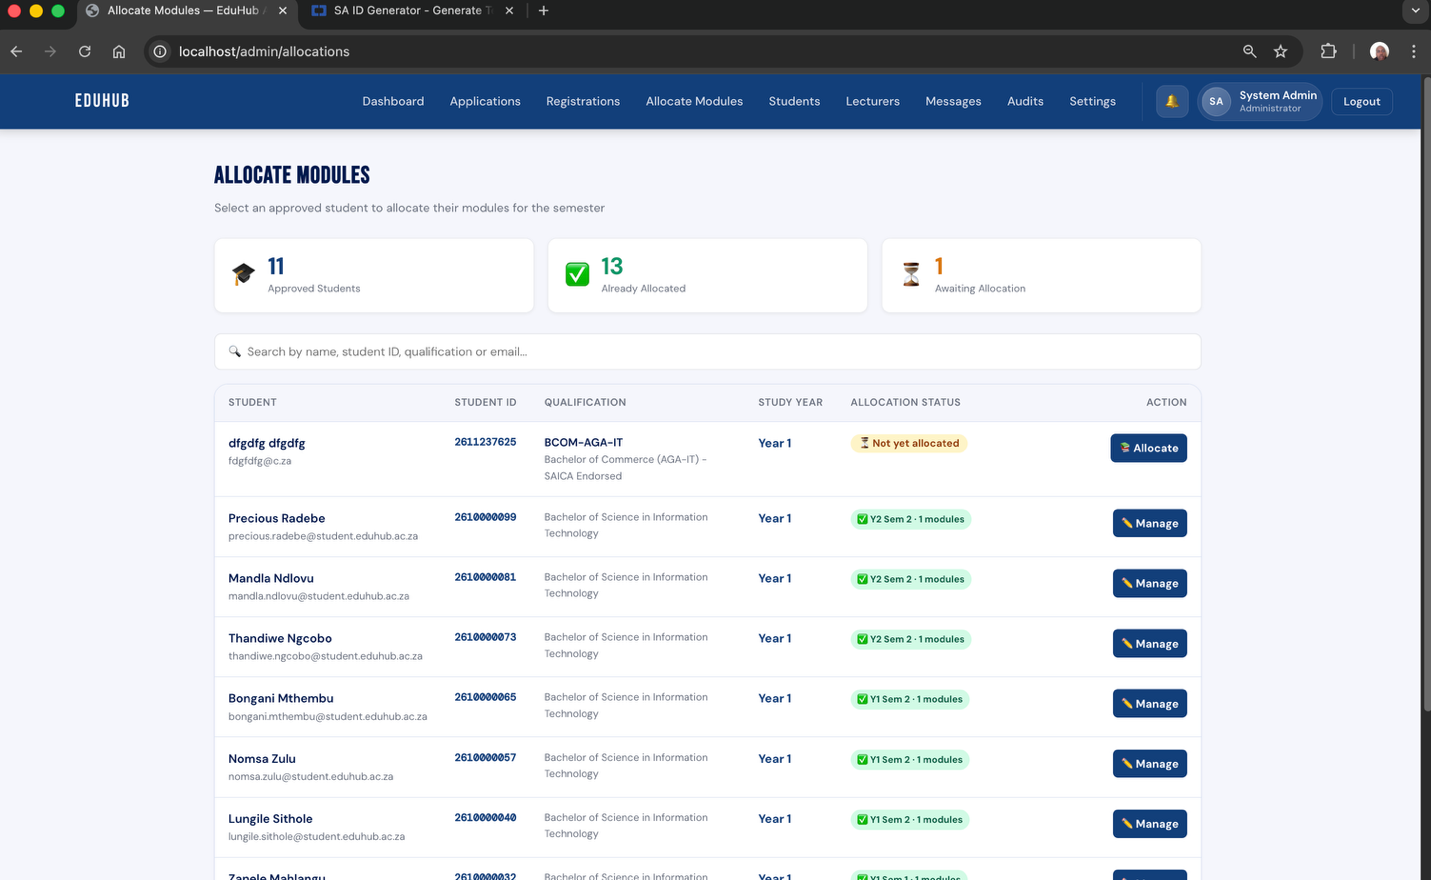 Allocate Modules — EduHub
SA ID Generator - Generate
localhost/admin/allocations
EDUHUB
Dashboard
Applications
Registrations
Allocate Modules
Students
Lecturers
Messages
Audits
Settings
SA
System Admin
Administrator
Logout
ALLOCATE MODULES
Select an approved student to allocate their modules for the semester
11
Approved Students
13
Already Allocated
1
Awaiting Allocation
Search by name, student ID, qualification or email...
STUDENT STUDENT ID QUALIFICATION STUDY YEAR ALLOCATION STATUS ACTION
dfgdfg dfgdfg
fdgfdfg@c.za
2611237625
BCOM-AGA-IT
Bachelor of Commerce (AGA-IT) -
SAICA Endorsed
Year 1
Not yet allocated
Allocate
Precious Radebe
precious.radebe@student.eduhub.ac.za
2610000099
Bachelor of Science in Information
Technology
Year 1
Y2 Sem 2 · 1 modules
Manage
Mandla Ndlovu
mandla.ndlovu@student.eduhub.ac.za
2610000081
Bachelor of Science in Information
Technology
Year 1
Y2 Sem 2 · 1 modules
Manage
Thandiwe Ngcobo
thandiwe.ngcobo@student.eduhub.ac.za
2610000073
Bachelor of Science in Information
Technology
Year 1
Y2 Sem 2 · 1 modules
Manage
Bongani Mthembu
bongani.mthembu@student.eduhub.ac.za
2610000065
Bachelor of Science in Information
Technology
Year 1
Y1 Sem 2 · 1 modules
Manage
Nomsa Zulu
nomsa.zulu@student.eduhub.ac.za
2610000057
Bachelor of Science in Information
Technology
Year 1
Y1 Sem 2 · 1 modules
Manage
Lungile Sithole
lungile.sithole@student.eduhub.ac.za
2610000040
Bachelor of Science in Information
Technology
Year 1
Y1 Sem 2 · 1 modules
Manage
Zanele Mahlangu
2610000032
Bachelor of Science in Information
Year 1
Y1 Sem 1 · 1 modules